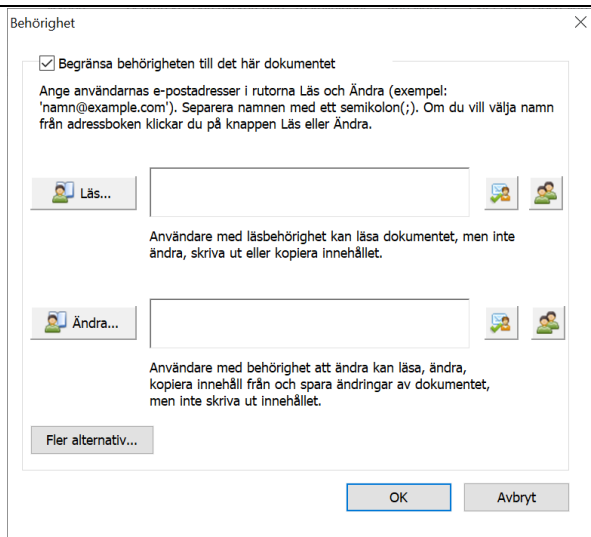 Behörighet
Begränsa behörigheten till det här dokumentet
Ange användarnas e-postadresser i rutorna Läs och Ändra (exempel:
'namn@example.com'). Separera namnen med ett semikolon(;). Om du vill välja namn
från adressboken klickar du på knappen Läs eller Ändra.
Läs...
Användare med läsbehörighet kan läsa dokumentet, men inte
ändra, skriva ut eller kopiera innehållet.
Ändra...
Användare med behörighet att ändra kan läsa, ändra,
kopiera innehåll från och spara ändringar av dokumentet,
men inte skriva ut innehållet.
Fler alternativ...
OK
Avbryt